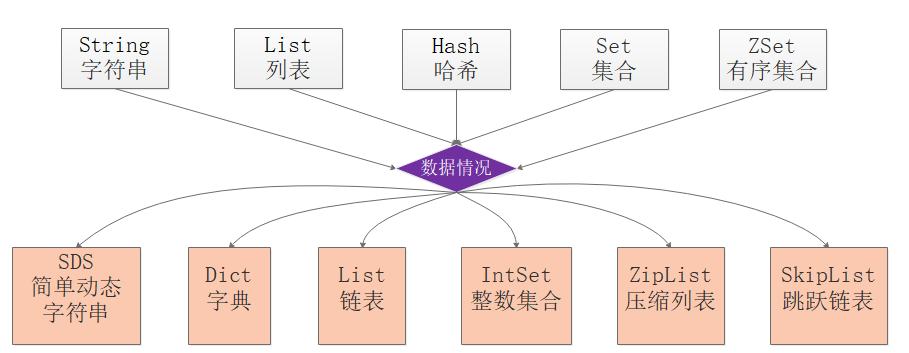 String
字符串
List
列表
Hash
哈希
Set
集合
ZSet
有序集合
数据情况
SDS
简单动态
字符串
Dict
字典
List
链表
IntSet
整数集合
ZipList
压缩列表
SkipList
跳跃链表